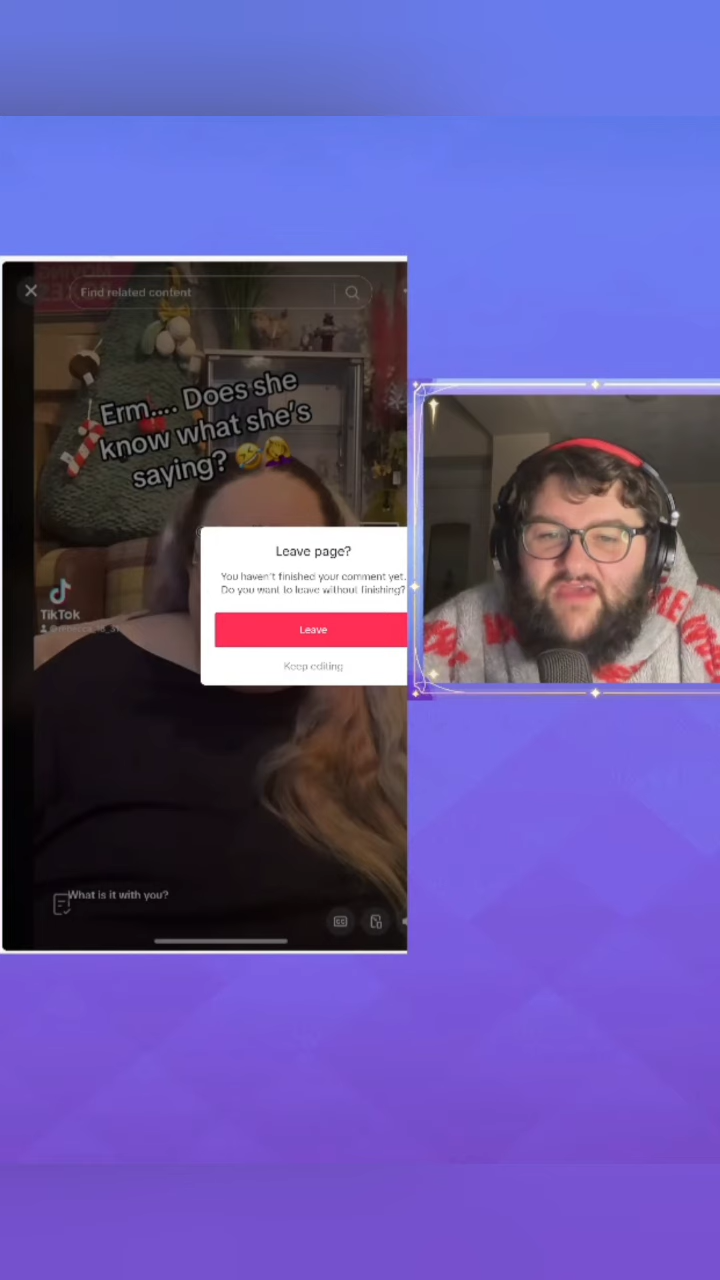 Find related content
Erm.... Does she
know what she's
saying? 🤣🤦‍♀️
Leave page?
You haven't finished your comment yet.
Do you want to leave without finishing?
Leave
Keep editing
TikTok
What is it with you?